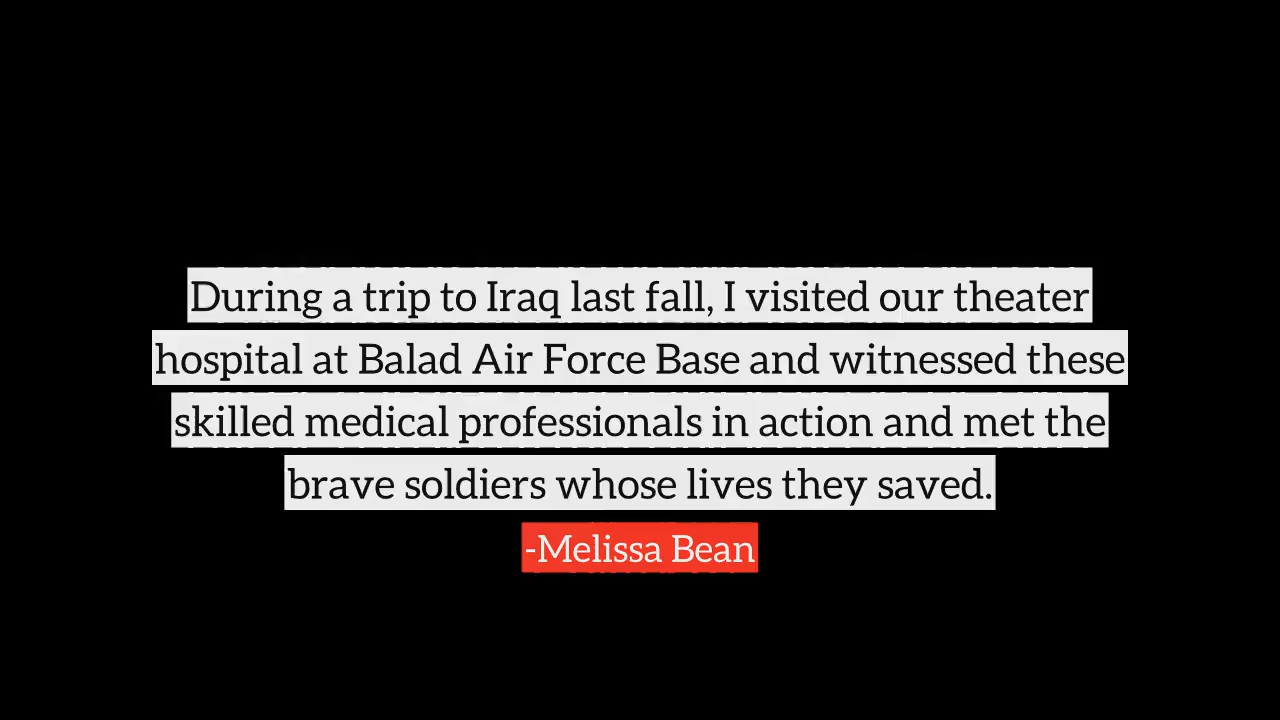 During a trip to Iraq last fall, I visited our theater
hospital at Balad Air Force Base and witnessed these
skilled medical professionals in action and met the
brave soldiers whose lives they saved.
-Melissa Bean